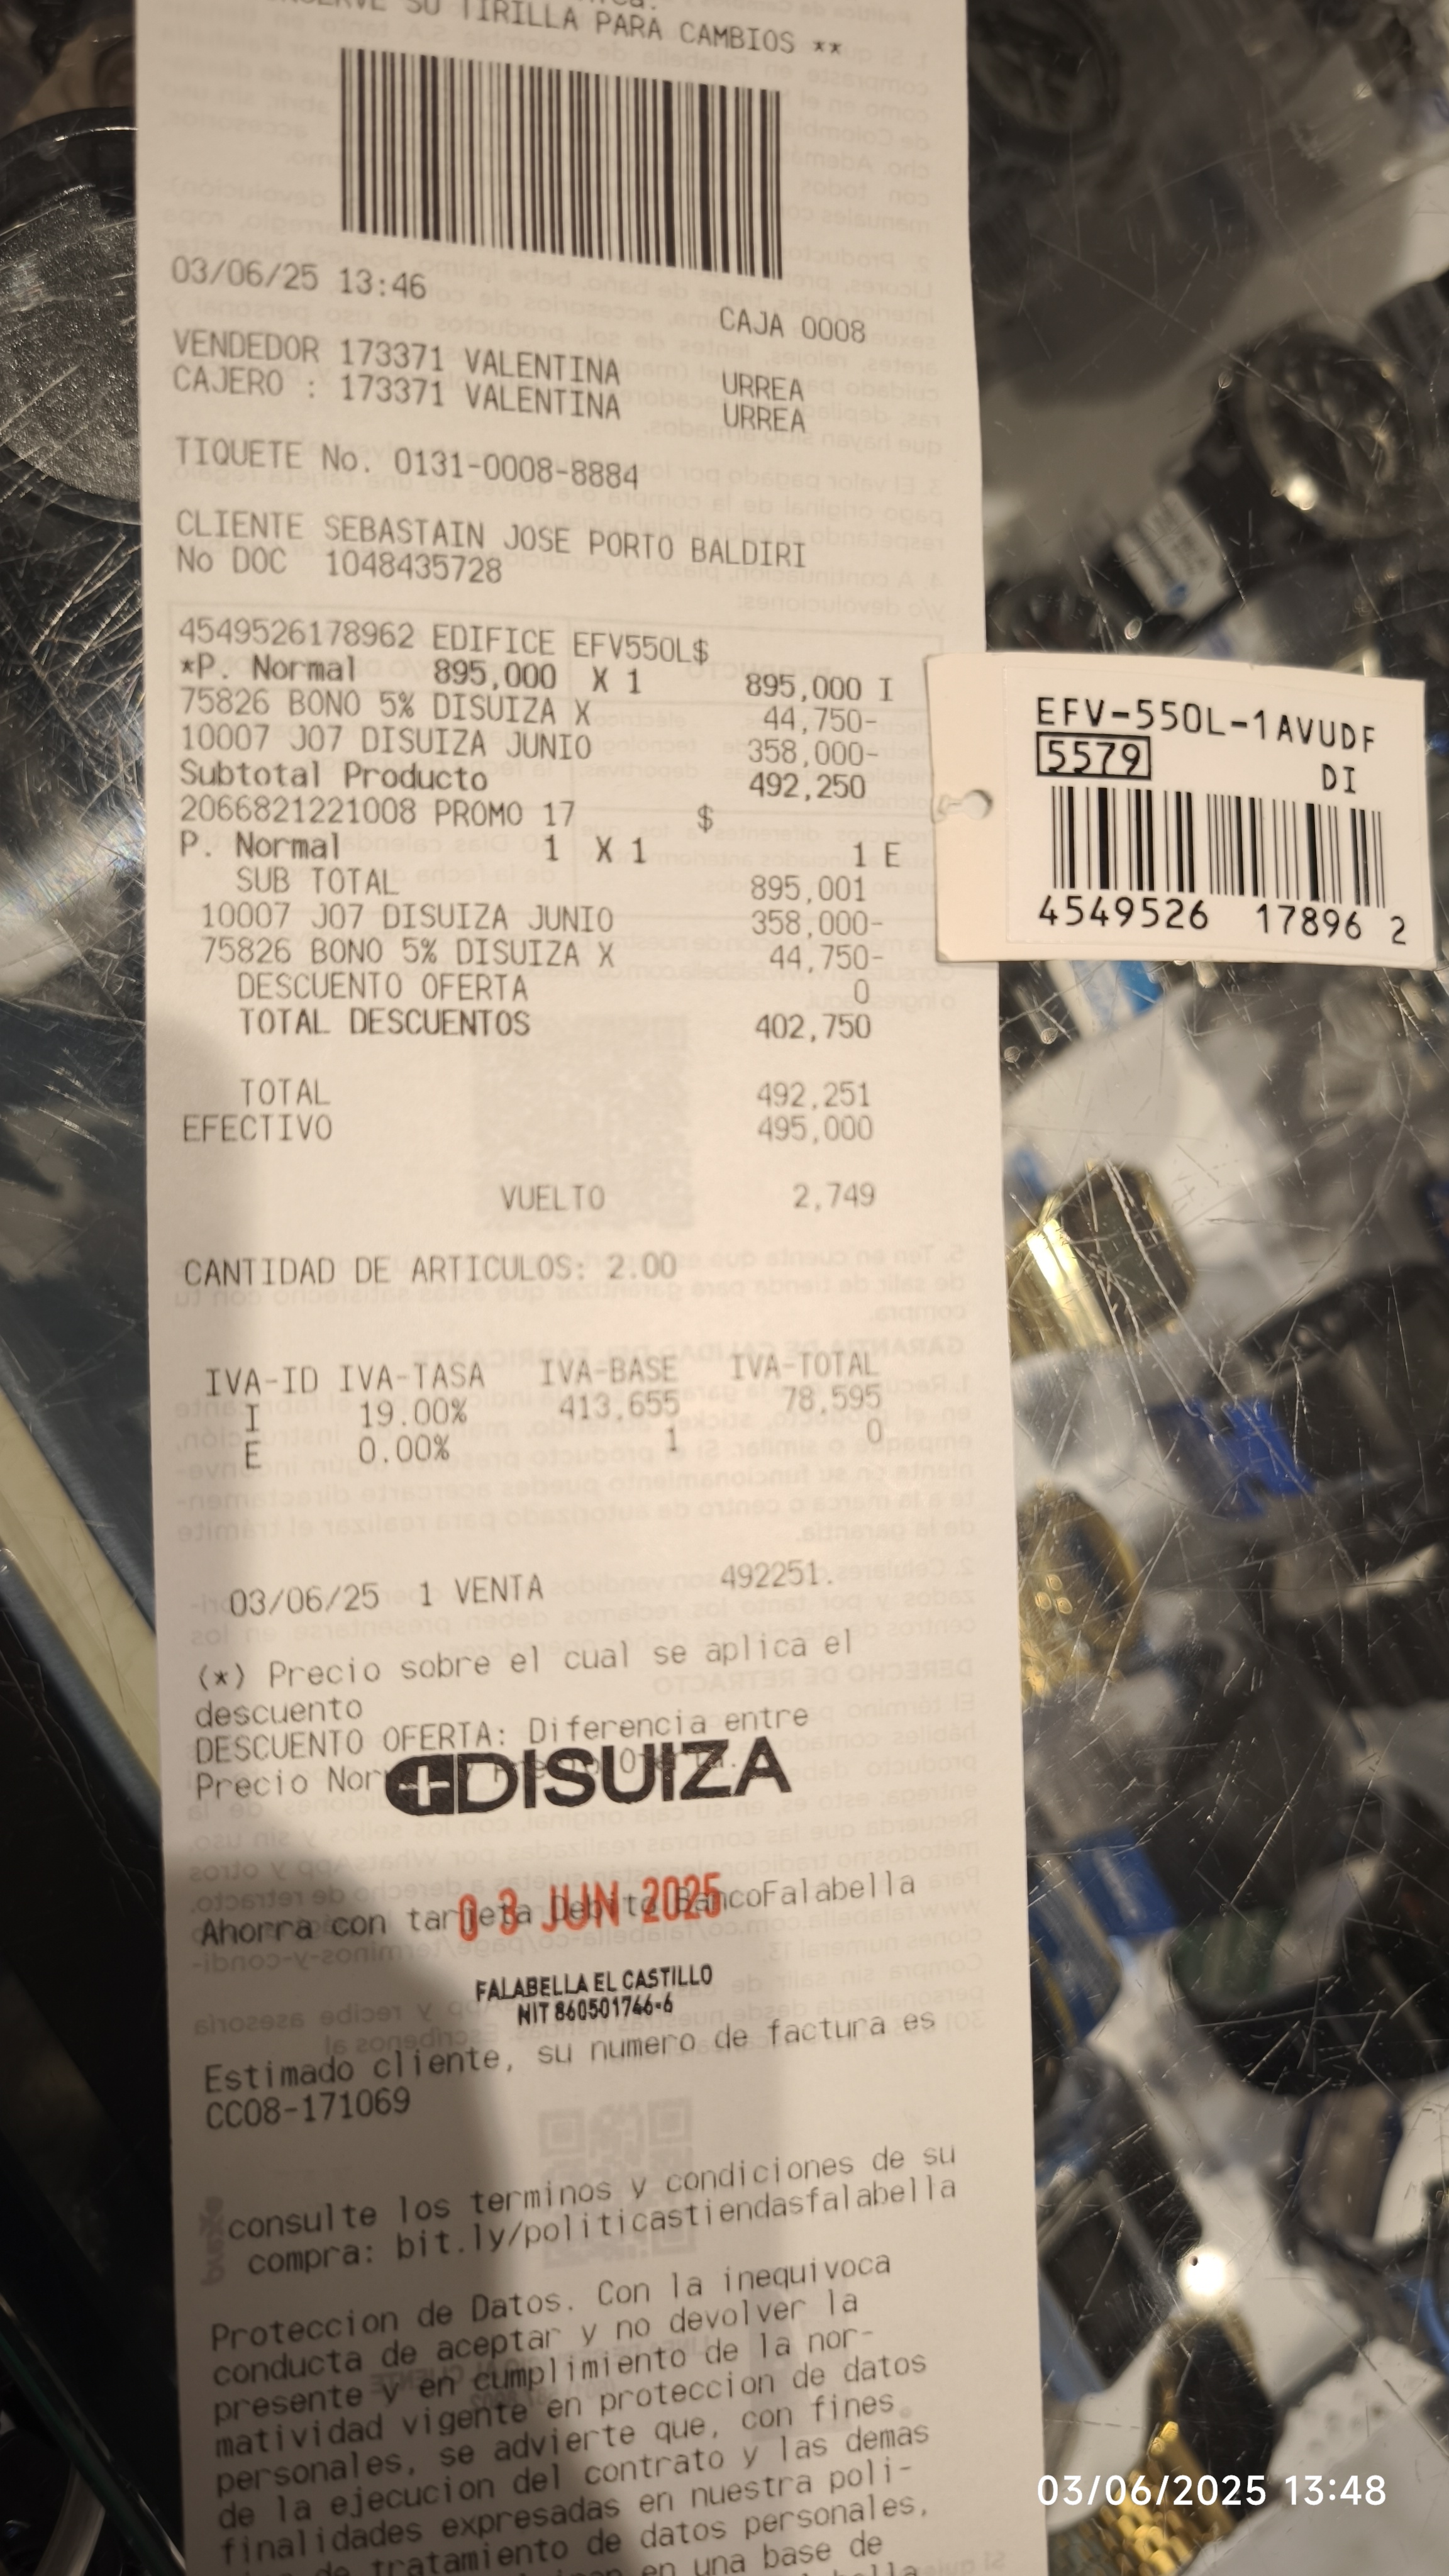 SU TIRILLA PARA CAMBIOS **
03/06/25 13:46
CAJA 0008
VENDEDOR 173371 VALENTINA URREA
CAJERO : 173371 VALENTINA URREA
TIQUETE No. 0131-0008-8884
CLIENTE SEBASTAIN JOSE PORTO BALDIRI
No DOC 1048435728
4549526178962 EDIFICE EFV550L$
*P. Normal 895,000 X 1 895,000 I
75826 BONO 5% DISUIZA X 44,750-
10007 J07 DISUIZA JUNIO 358,000-
Subtotal Producto 492,250
2066821221008 PROMO 17 $
P. Normal 1 X 1 1 E
SUB TOTAL 895,001
10007 J07 DISUIZA JUNIO 358,000-
75826 BONO 5% DISUIZA X 44,750-
DESCUENTO OFERTA 0
TOTAL DESCUENTOS 402,750
TOTAL 492,251
EFECTIVO 495,000
VUELTO 2,749
CANTIDAD DE ARTICULOS: 2.00
IVA-ID IVA-TASA IVA-BASE IVA-TOTAL
I 19.00% 413,655 78,595
E 0.00% 1 0
03/06/25 1 VENTA 492251.
(*) Precio sobre el cual se aplica el
descuento
DESCUENTO OFERTA: Diferencia entre
Precio
DISUIZA
Ahorra con tarjeta Debito BancoFalabella
03 JUN 2025
FALABELLA EL CASTILLO
NIT 860501746-6
Estimado cliente, su numero de factura es
CC08-171069
consulte los terminos y condiciones de su
compra: bit.ly/politicastiendasfalabella
Proteccion de Datos. Con la inequivoca
conducta de aceptar y no devolver la
presente y en cumplimiento de la nor-
matividad vigente en proteccion de datos
personales, se advierte que, con fines
de la ejecucion del contrato y las demas
finalidades expresadas en nuestra poli-
de tratamiento de datos personales,
en una base de
EFV-550L-1AVUDF
5579 DI
4549526 17896 2
03/06/2025 13:48